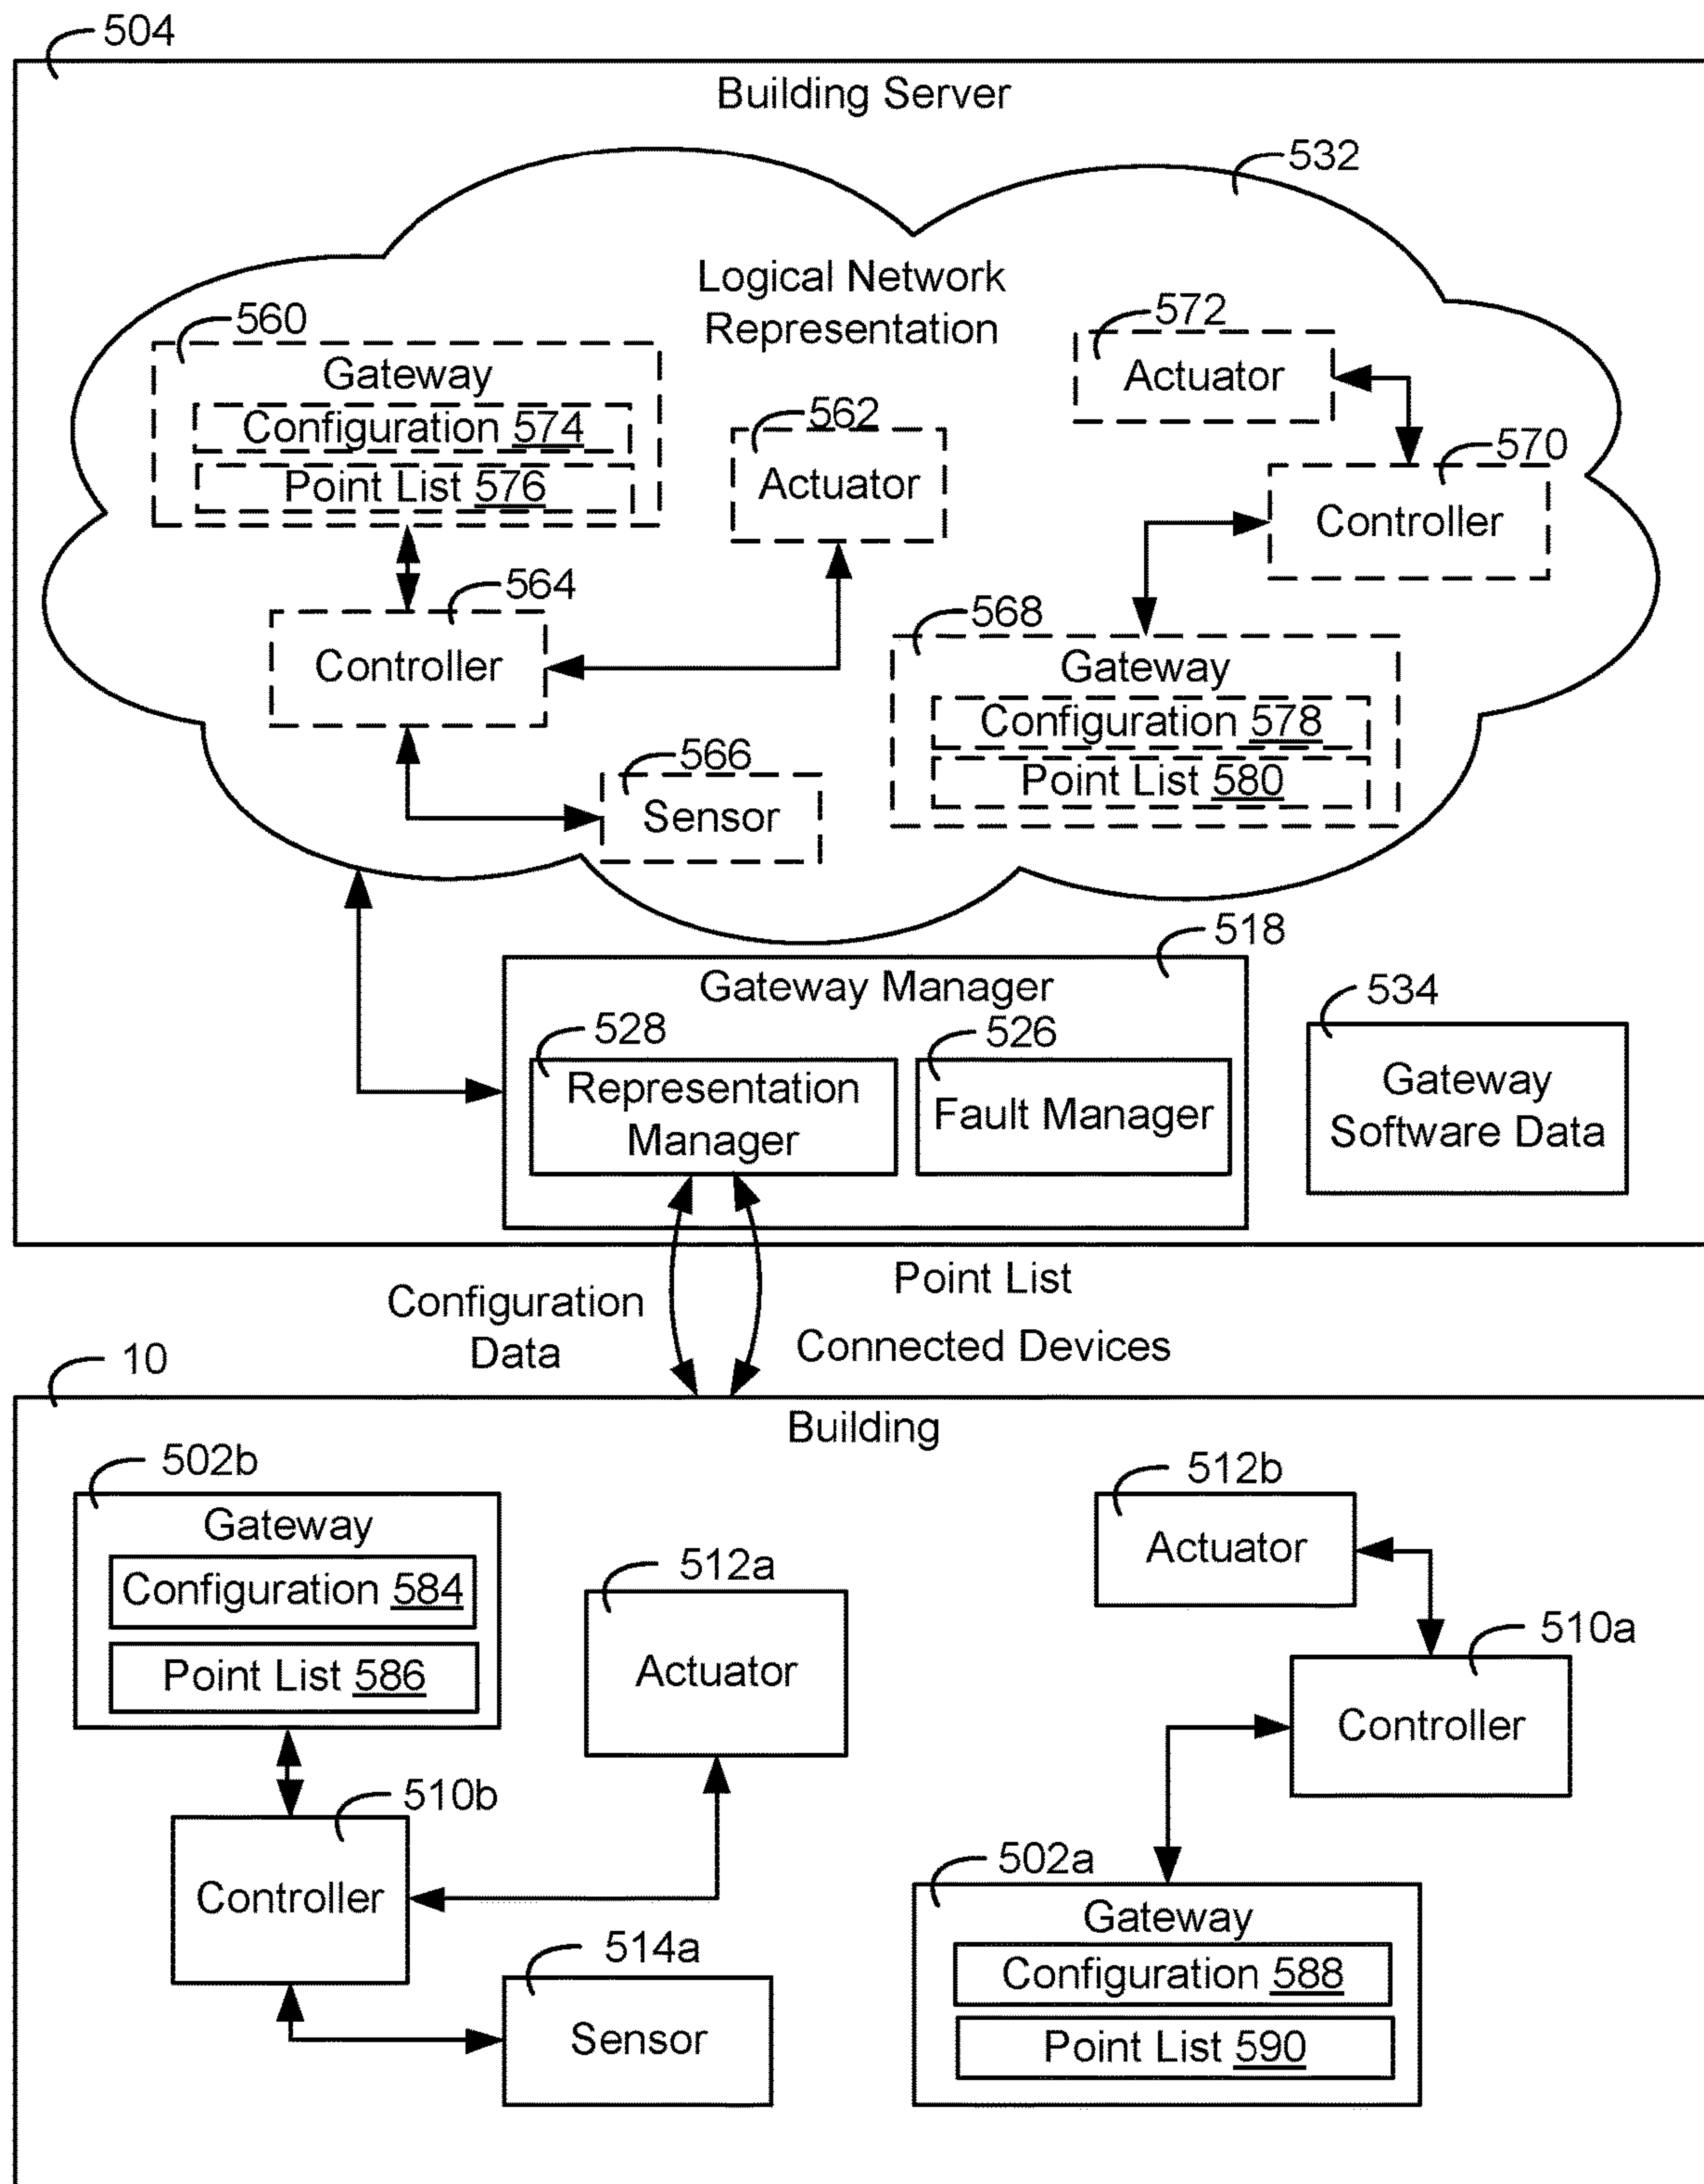 504
Building Server
532
Logical Network
Representation
560
Gateway
Configuration 574
Point List 576
562
Actuator
572
Actuator
570
Controller
564
Controller
568
Gateway
Configuration 578
Point List 580
566
Sensor
518
Gateway Manager
528
Representation
Manager
526
Fault Manager
534
Gateway
Software Data
Configuration
Data
Point List
Connected Devices
10
Building
502b
Gateway
Configuration 584
Point List 586
512a
Actuator
512b
Actuator
510a
Controller
510b
Controller
502a
Gateway
Configuration 588
Point List 590
514a
Sensor